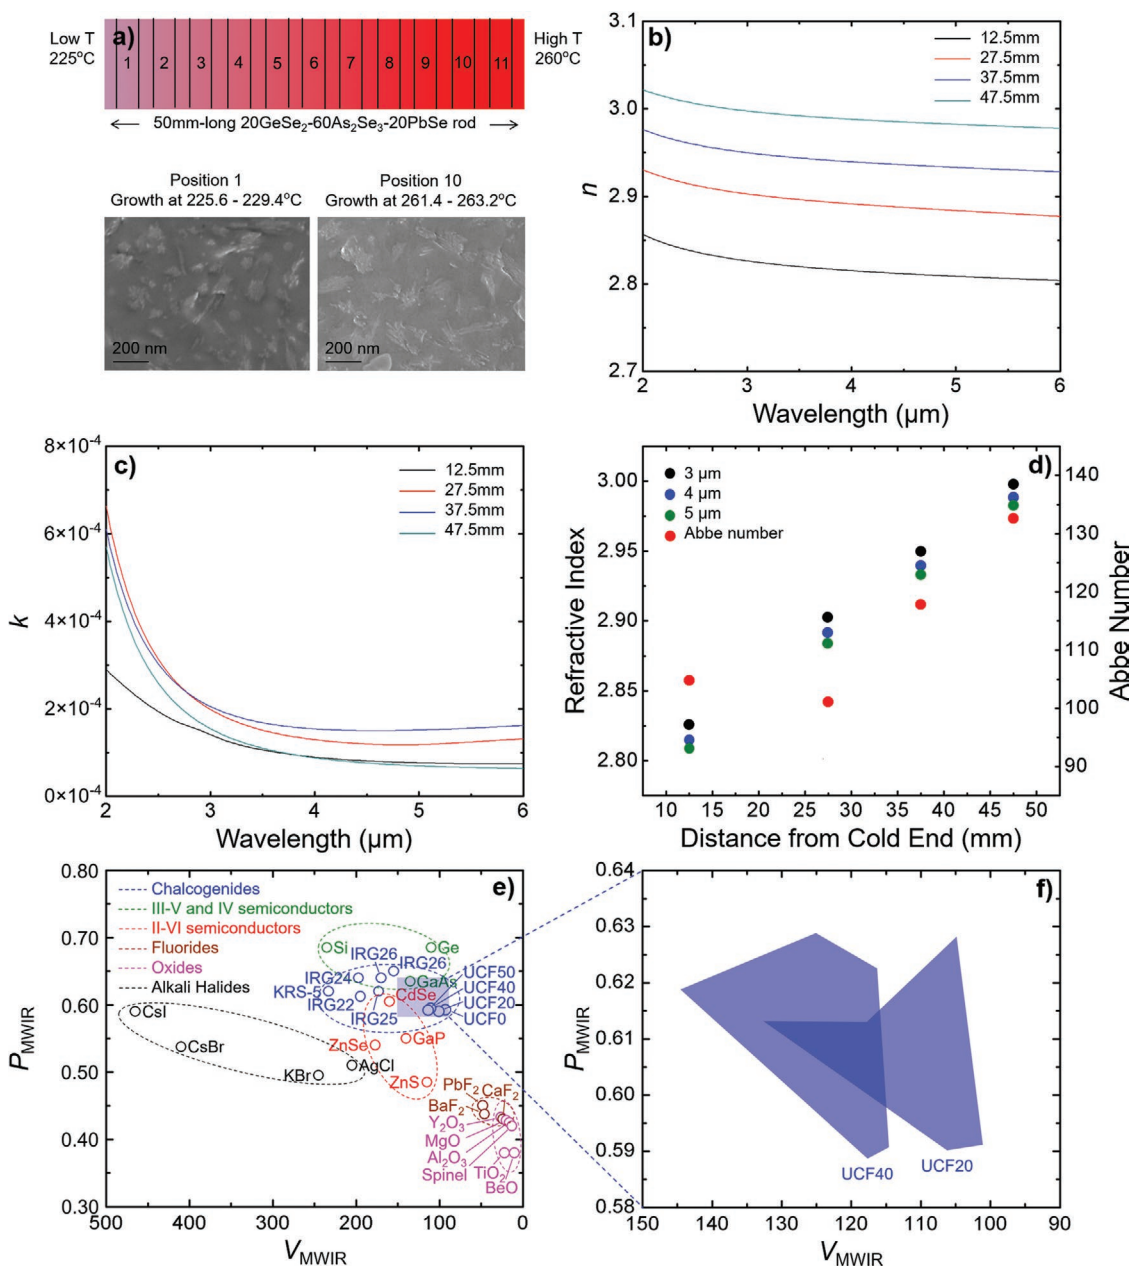 a)
Low T
225°C
1 2 3 4 5 6 7 8 9 10 11
High T
260°C
50mm-long 20GeSe₂-60As₂Se₃-20PbSe rod
Position 1
Growth at 225.6 - 229.4°C
200 nm
Position 10
Growth at 261.4 - 263.2°C
200 nm
b)
12.5mm
27.5mm
37.5mm
47.5mm
3.1
3.0
2.9
2.8
2.7
n
2 3 4 5 6
Wavelength (µm)
c)
12.5mm
27.5mm
37.5mm
47.5mm
8×10⁻⁴
6×10⁻⁴
4×10⁻⁴
2×10⁻⁴
0×10⁻⁴
k
2 3 4 5 6
Wavelength (µm)
d)
3 µm
4 µm
5 µm
Abbe number
3.00
2.95
2.90
2.85
2.80
Refractive Index
140
130
120
110
100
90
Abbe Number
10 15 20 25 30 35 40 45 50
Distance from Cold End (mm)
e)
Chalcogenides
III-V and IV semiconductors
II-VI semiconductors
Fluorides
Oxides
Alkali Halides
0.80
0.70
0.60
0.50
0.40
0.30
P_MWIR
Si
Ge
IRG26
IRG26
IRG24
GaAs
UCF50
KRS-5
CdSe
UCF40
IRG22
UCF20
IRG25
UCF0
CsI
CsBr
ZnSe
GaP
KBr
AgCl
ZnS
PbF₂
CaF₂
BaF₂
Y₂O₃
MgO
Al₂O₃
Spinel
TiO₂
BeO
500 400 300 200 100 0
V_MWIR
f)
0.64
0.63
0.62
0.61
0.60
0.59
0.58
P_MWIR
UCF40
UCF20
150 140 130 120 110 100 90
V_MWIR